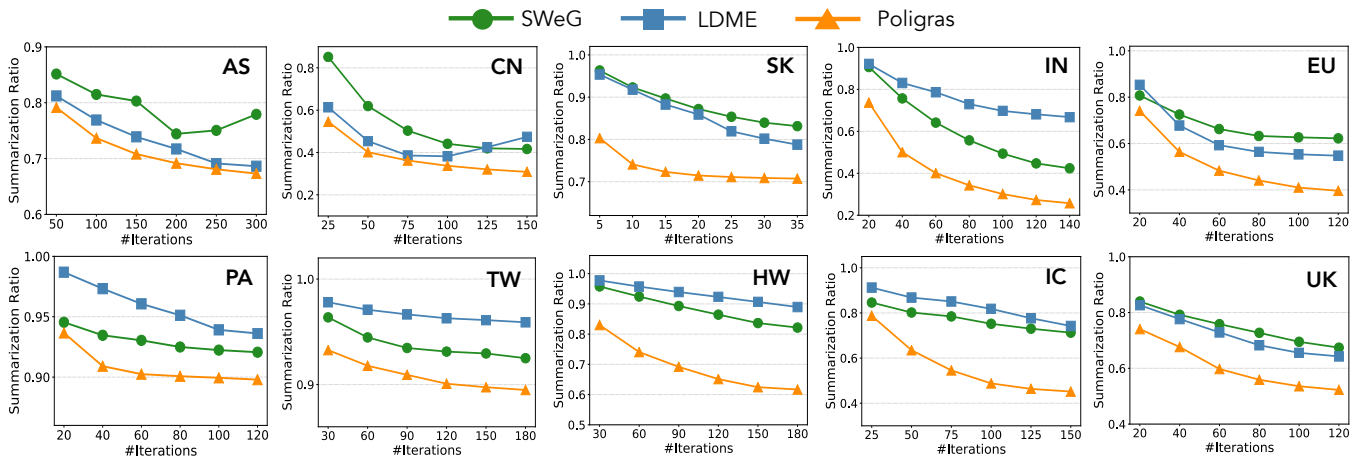 SWeG LDME Poligras
AS
Summarization Ratio
0.9
0.8
0.7
0.6
50 100 150 200 250 300
#Iterations
CN
Summarization Ratio
0.8
0.6
0.4
0.2
25 50 75 100 125 150
#Iterations
SK
Summarization Ratio
1.0
0.9
0.8
0.7
5 10 15 20 25 30 35
#Iterations
IN
Summarization Ratio
1.0
0.8
0.6
0.4
0.2
20 40 60 80 100 120 140
#Iterations
EU
Summarization Ratio
1.0
0.8
0.6
0.4
20 40 60 80 100 120
#Iterations
PA
Summarization Ratio
1.00
0.95
0.90
20 40 60 80 100 120
#Iterations
TW
Summarization Ratio
1.0
0.9
30 60 90 120 150 180
#Iterations
HW
Summarization Ratio
1.0
0.9
0.8
0.7
0.6
0.5
30 60 90 120 150 180
#Iterations
IC
Summarization Ratio
1.0
0.8
0.6
0.4
25 50 75 100 125 150
#Iterations
UK
Summarization Ratio
1.0
0.8
0.6
0.4
20 40 60 80 100 120
#Iterations